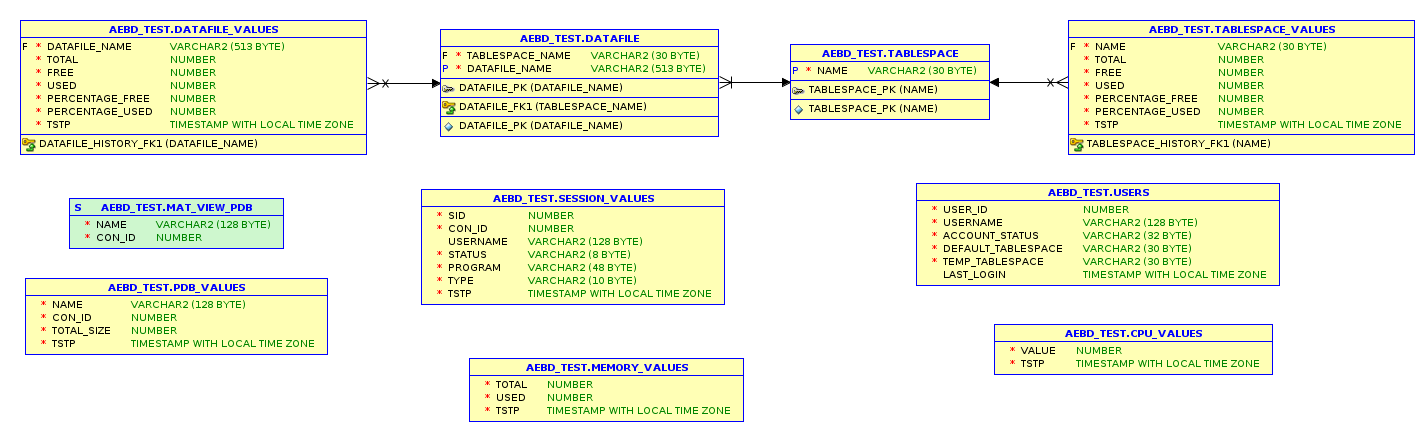 AEBD_TEST.DATAFILE_VALUES
F * DATAFILE_NAME VARCHAR2 (513 BYTE)
* TOTAL NUMBER
* FREE NUMBER
* USED NUMBER
* PERCENTAGE_FREE NUMBER
* PERCENTAGE_USED NUMBER
* TSTP TIMESTAMP WITH LOCAL TIME ZONE
DATAFILE_HISTORY_FK1 (DATAFILE_NAME)
X
AEBD_TEST.DATAFILE
F * TABLESPACE_NAME VARCHAR2 (30 BYTE)
P * DATAFILE_NAME VARCHAR2 (513 BYTE)
DATAFILE_PK (DATAFILE_NAME)
DATAFILE_FK1 (TABLESPACE_NAME)
DATAFILE_PK (DATAFILE_NAME)
AEBD_TEST.TABLESPACE
P * NAME VARCHAR2 (30 BYTE)
TABLESPACE_PK (NAME)
TABLESPACE_PK (NAME)
X
AEBD_TEST.TABLESPACE_VALUES
F * NAME VARCHAR2 (30 BYTE)
* TOTAL NUMBER
* FREE NUMBER
* USED NUMBER
* PERCENTAGE_FREE NUMBER
* PERCENTAGE_USED NUMBER
* TSTP TIMESTAMP WITH LOCAL TIME ZONE
TABLESPACE_HISTORY_FK1 (NAME)
S AEBD_TEST.MAT_VIEW_PDB
* NAME VARCHAR2 (128 BYTE)
* CON_ID NUMBER
AEBD_TEST.SESSION_VALUES
* SID NUMBER
* CON_ID NUMBER
USERNAME VARCHAR2 (128 BYTE)
* STATUS VARCHAR2 (8 BYTE)
* PROGRAM VARCHAR2 (48 BYTE)
* TYPE VARCHAR2 (10 BYTE)
* TSTP TIMESTAMP WITH LOCAL TIME ZONE
AEBD_TEST.USERS
* USER_ID NUMBER
* USERNAME VARCHAR2 (128 BYTE)
* ACCOUNT_STATUS VARCHAR2 (32 BYTE)
* DEFAULT_TABLESPACE VARCHAR2 (30 BYTE)
* TEMP_TABLESPACE VARCHAR2 (30 BYTE)
LAST_LOGIN TIMESTAMP WITH LOCAL TIME ZONE
AEBD_TEST.PDB_VALUES
* NAME VARCHAR2 (128 BYTE)
* CON_ID NUMBER
* TOTAL_SIZE NUMBER
* TSTP TIMESTAMP WITH LOCAL TIME ZONE
AEBD_TEST.MEMORY_VALUES
* TOTAL NUMBER
* USED NUMBER
* TSTP TIMESTAMP WITH LOCAL TIME ZONE
AEBD_TEST.CPU_VALUES
* VALUE NUMBER
* TSTP TIMESTAMP WITH LOCAL TIME ZONE